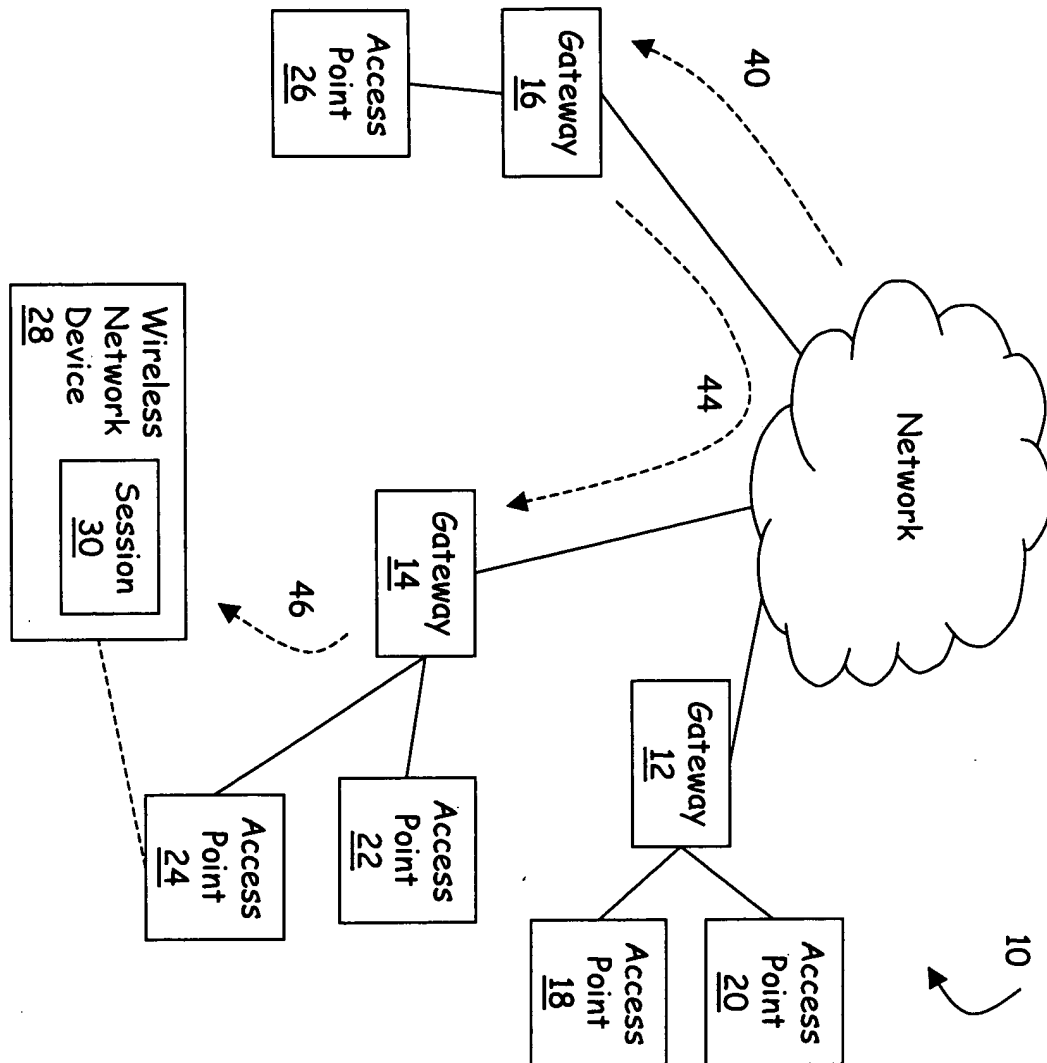 10
Network
40
44
46
Gateway
16
Access
Point
26
Gateway
14
Gateway
12
Access
Point
20
Access
Point
18
Access
Point
22
Access
Point
24
Wireless
Network
Device
28
Session
30